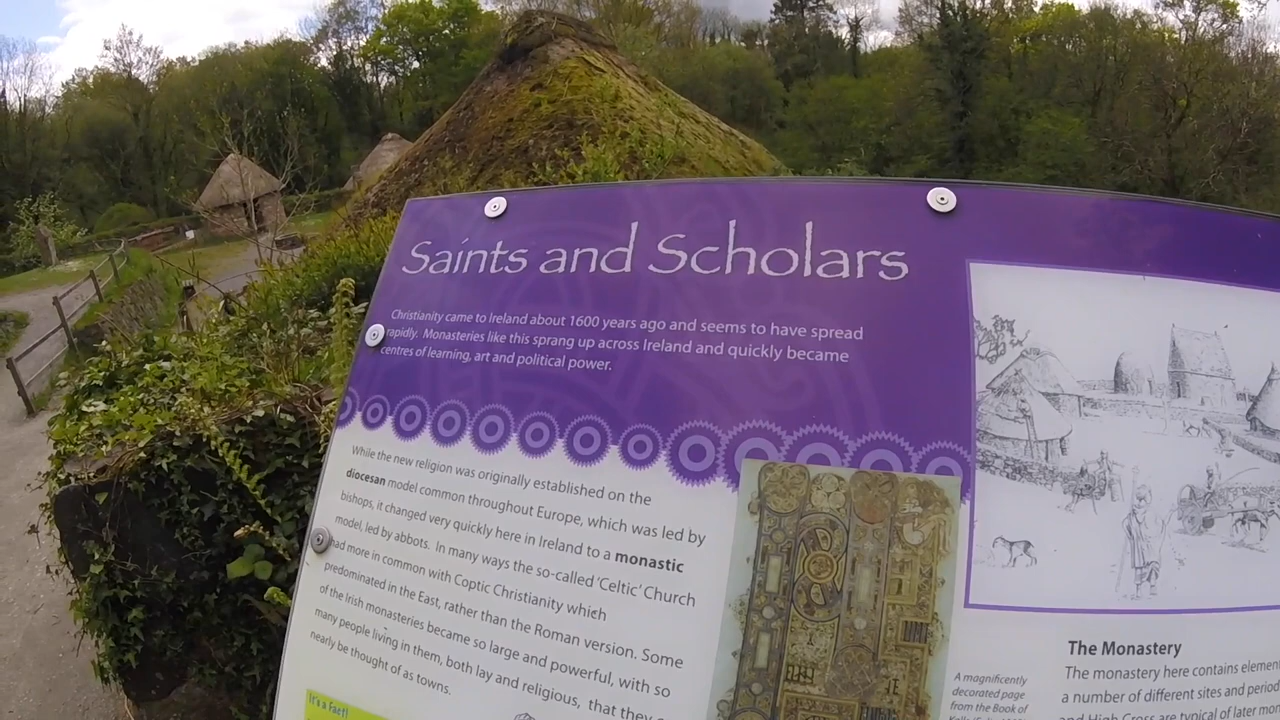 Saints and Scholars
Christianity came to Ireland about 1600 years ago and seems to have spread
rapidly. Monasteries like this sprang up across Ireland and quickly became
centres of learning, art and political power.
While the new religion was originally established on the
diocesan model common throughout Europe, which was led by
bishops, it changed very quickly here in Ireland to a monastic
model, led by abbots. In many ways the so-called 'Celtic' Church
had more in common with Coptic Christianity which
predominated in the East, rather than the Roman version. Some
of the Irish monasteries became so large and powerful, with so
many people living in them, both lay and religious, that they
nearly be thought of as towns.
It's a Fact!
A magnificently
decorated page
from the Book of
The Monastery
The monastery here contains
a number of different sites and
and High Cross are typical of later